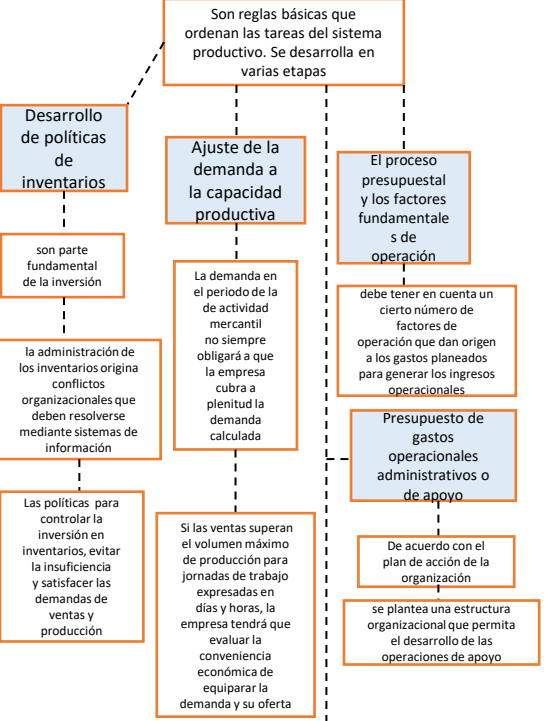 Son reglas básicas que
ordenan las tareas del sistema
productivo. Se desarrolla en
varias etapas
Desarrollo
de políticas
de
inventarios
son parte
fundamental
de la inversión
la administración de
los inventarios origina
conflictos
organizacionales que
deben resolverse
mediante sistemas de
información
Las políticas para
controlar la
inversión en
inventarios, evitar
la insuficiencia
y satisfacer las
demandas de
ventas y
producción
Ajuste de la
demanda a
la capacidad
productiva
La demanda en
el periodo de la
de actividad
mercantil
no siempre
obligará a que
la empresa
cubra a
plenitud la
demanda
calculada
Si las ventas superan
el volumen máximo
de producción para
jornadas de trabajo
expresadas en
días y horas, la
empresa tendrá que
evaluar la
conveniencia
económica de
equiparar la
demanda y su oferta
El proceso
presupuestal
y los factores
fundamentale
s de
operación
debe tener en cuenta un
cierto número de
factores de
operación que dan origen
a los gastos planeados
para generar los ingresos
operacionales
Presupuesto de
gastos
operacionales
administrativos o
de apoyo
De acuerdo con el
plan de acción de la
organización
se plantea una estructura
organizacional que permita
el desarrollo de las
operaciones de apoyo